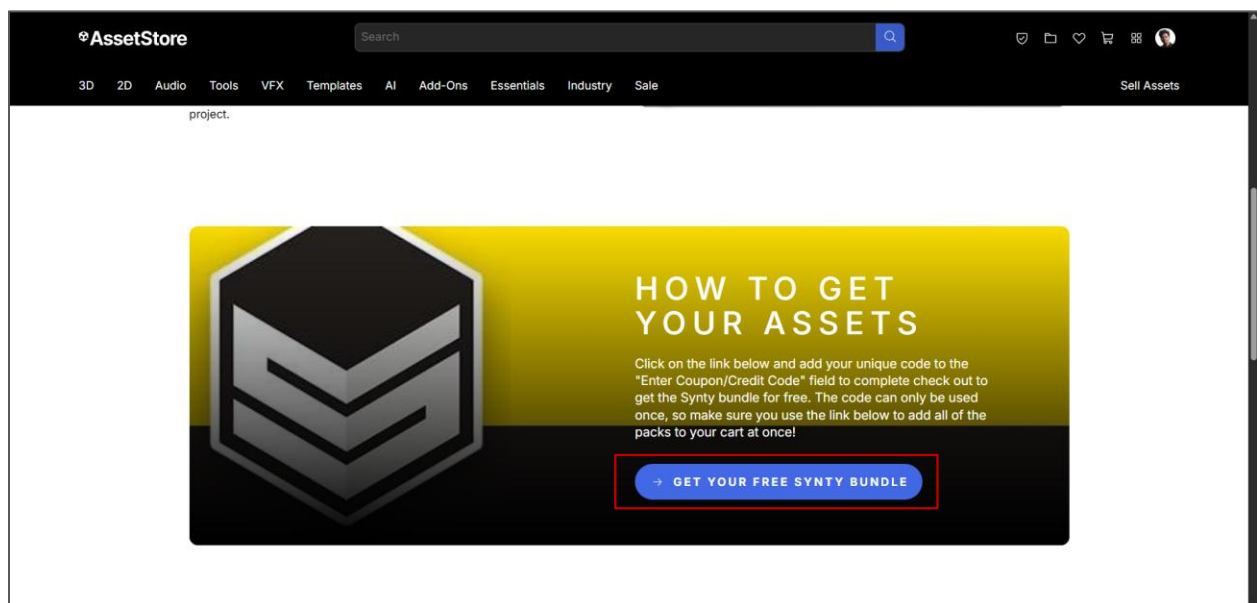 AssetStore
Search
3D 2D Audio Tools VFX Templates AI Add-Ons Essentials Industry Sale Sell Assets
project.
HOW TO GET
YOUR ASSETS
Click on the link below and add your unique code to the
"Enter Coupon/Credit Code" field to complete check out to
get the Synty bundle for free. The code can only be used
once, so make sure you use the link below to add all of the
packs to your cart at once!
→ GET YOUR FREE SYNTY BUNDLE